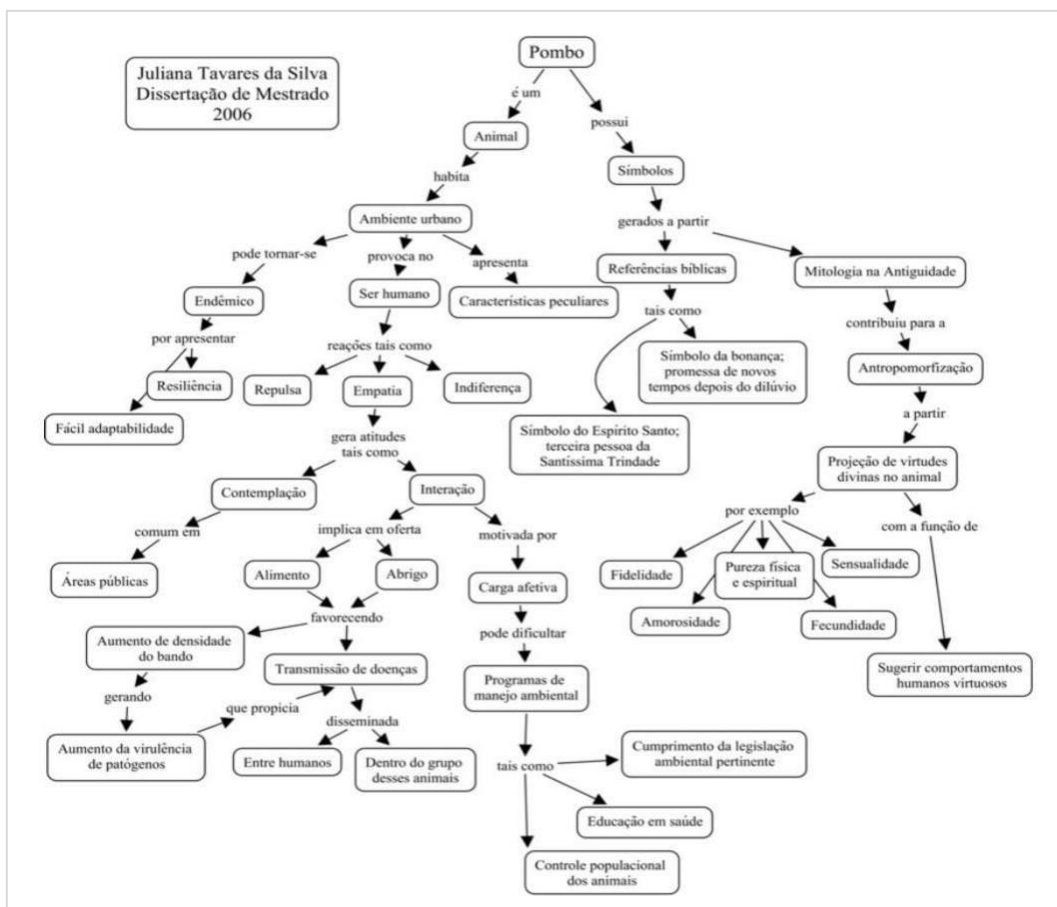 Pombo
Juliana Tavares da Silva
Dissertação de Mestrado
2006
é um
possui
Animal
Símbolos
habita
Ambiente urbano
gerados a partir
pode tornar-se
provoca no
apresenta
Referências bíblicas
Mitologia na Antiguidade
Endêmico
Ser humano
Características peculiares
tais como
contribuiu para a
por apresentar
reações tais como
Símbolo da bonança;
promessa de novos
tempos depois do dilúvio
Antropomorfização
Resiliência
Repulsa
Empatia
Indiferença
Fácil adaptabilidade
a partir
gera atitudes
tais como
Símbolo do Espírito Santo;
terceira pessoa da
Santíssima Trindade
Projeção de virtudes
divinas no animal
Contemplação
Interação
por exemplo
com a função de
comum em
implica em oferta
motivada por
Áreas públicas
Alimento
Abrigo
Carga afetiva
Fidelidade
Pureza física
e espiritual
Sensualidade
Amorosidade
Fecundidade
favorecendo
pode dificultar
Aumento de densidade
do bando
Transmissão de doenças
Programas de
manejo ambiental
Sugerir comportamentos
humanos virtuosos
gerando
que propicia
disseminada
Aumento da virulência
de patógenos
Entre humanos
Dentro do grupo
desses animais
tais como
Cumprimento da legislação
ambiental pertinente
Educação em saúde
Controle populacional
dos animais